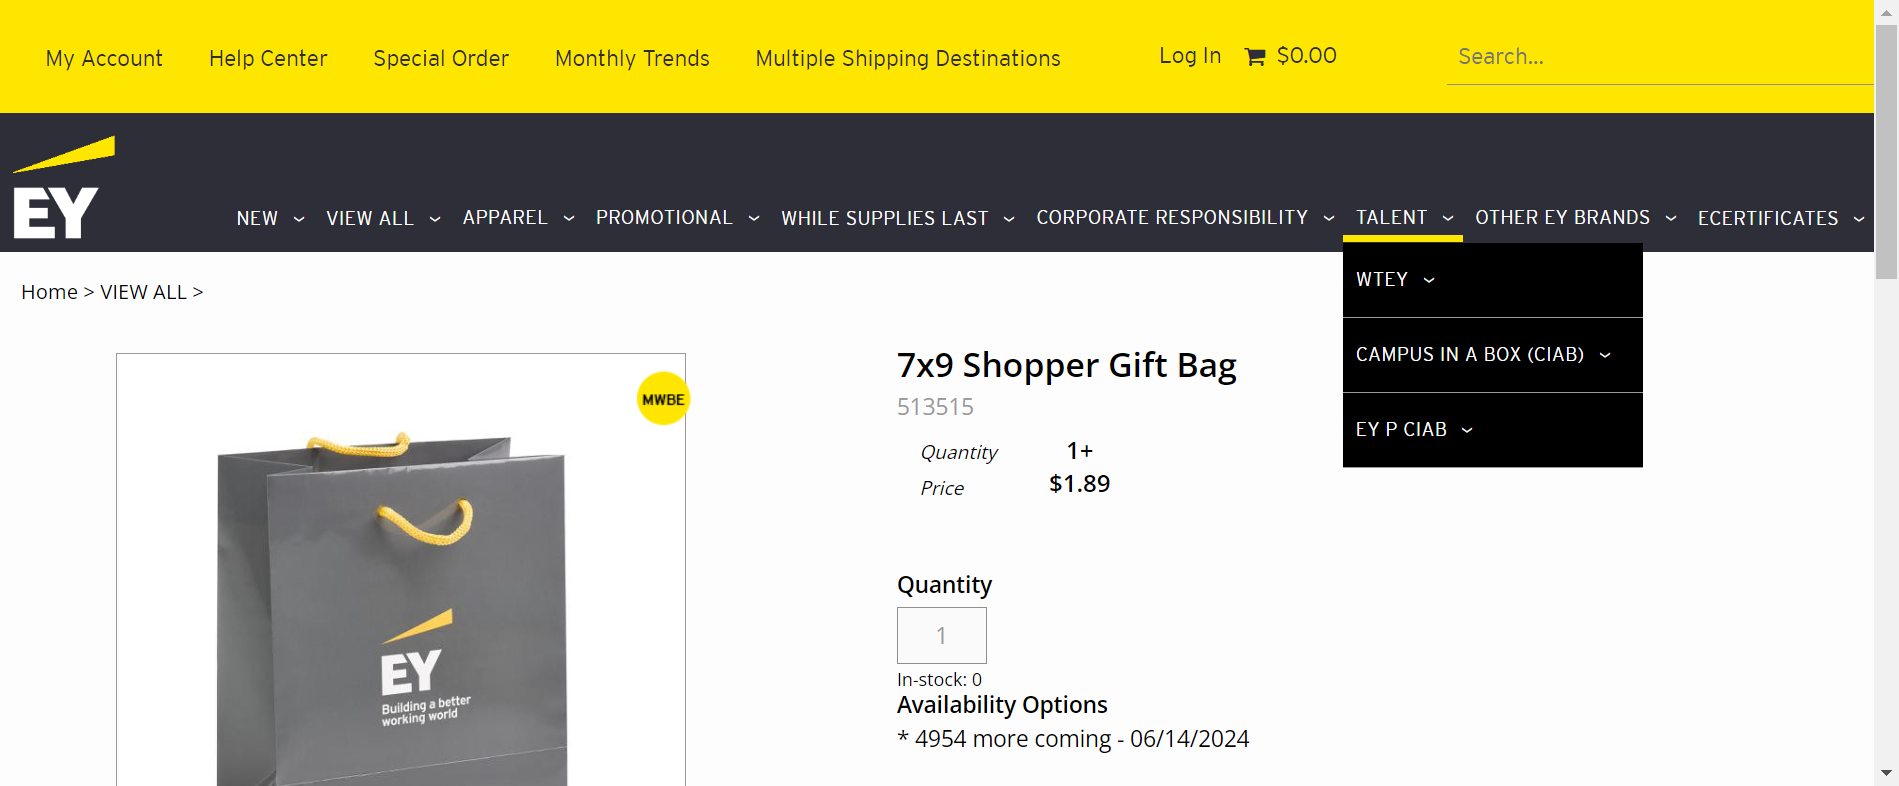 My Account Help Center Special Order Monthly Trends Multiple Shipping Destinations Log In $0.00 Search...
EY
NEW VIEW ALL APPAREL PROMOTIONAL WHILE SUPPLIES LAST CORPORATE RESPONSIBILITY TALENT OTHER EY BRANDS ECERTIFICATES
WTEY
CAMPUS IN A BOX (CIAB)
EY P CIAB
Home > VIEW ALL >
MWBE
EY
Building a better
working world
7x9 Shopper Gift Bag
513515
Quantity 1+
Price $1.89
Quantity
1
In-stock: 0
Availability Options
* 4954 more coming - 06/14/2024